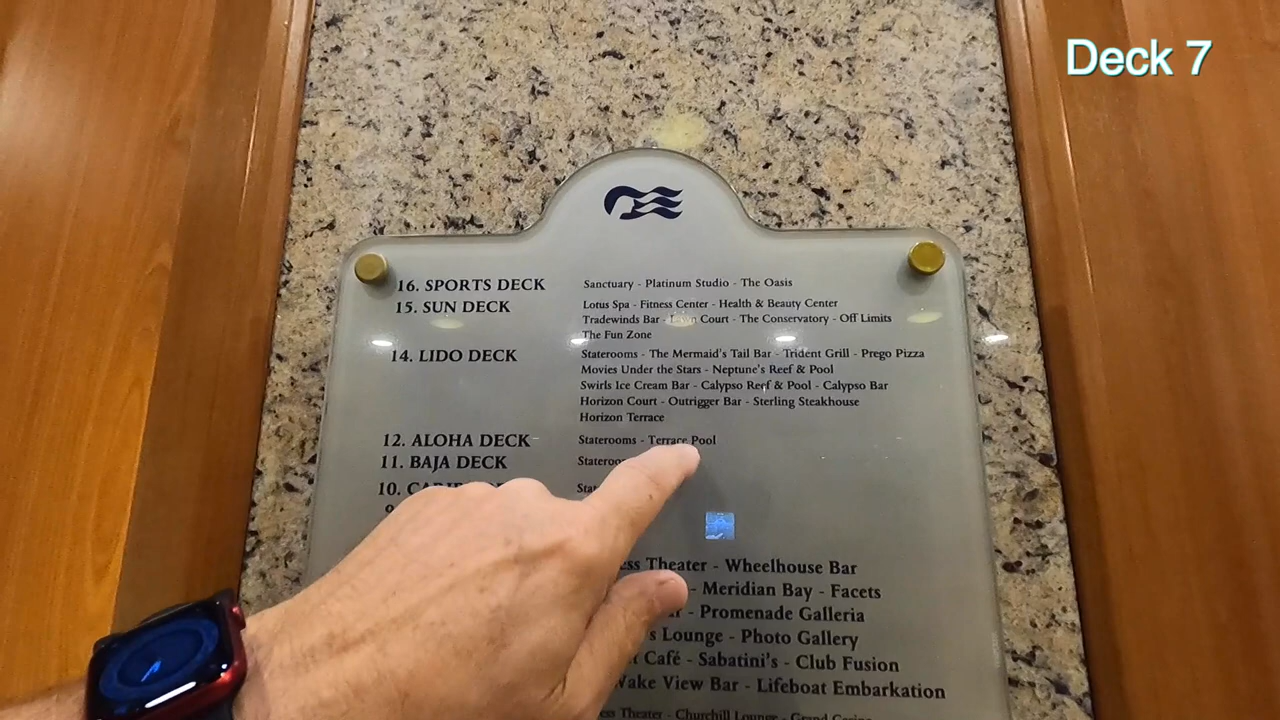 Deck 7
16. SPORTS DECK Sanctuary - Platinum Studio - The Oasis
15. SUN DECK Lotus Spa - Fitness Center - Health & Beauty Center
Tradewinds Bar - Court - The Conservatory - Off Limits
The Fun Zone
14. LIDO DECK Staterooms - The Mermaid's Tail Bar - Trident Grill - Prego Pizza
Movies Under the Stars - Neptune's Reef & Pool
Swirls Ice Cream Bar - Calypso Reef & Pool - Calypso Bar
Horizon Court - Outrigger Bar - Sterling Steakhouse
Horizon Terrace
12. ALOHA DECK Staterooms - Terrace Pool
11. BAJA DECK
10.
Theater - Wheelhouse Bar
- Meridian Bay - Facets
- Promenade Galleria
Lounge - Photo Gallery
Café - Sabatini's - Club Fusion
Wake View Bar - Lifeboat Embarkation
Theater - Churchill Lounge - Grand Casino